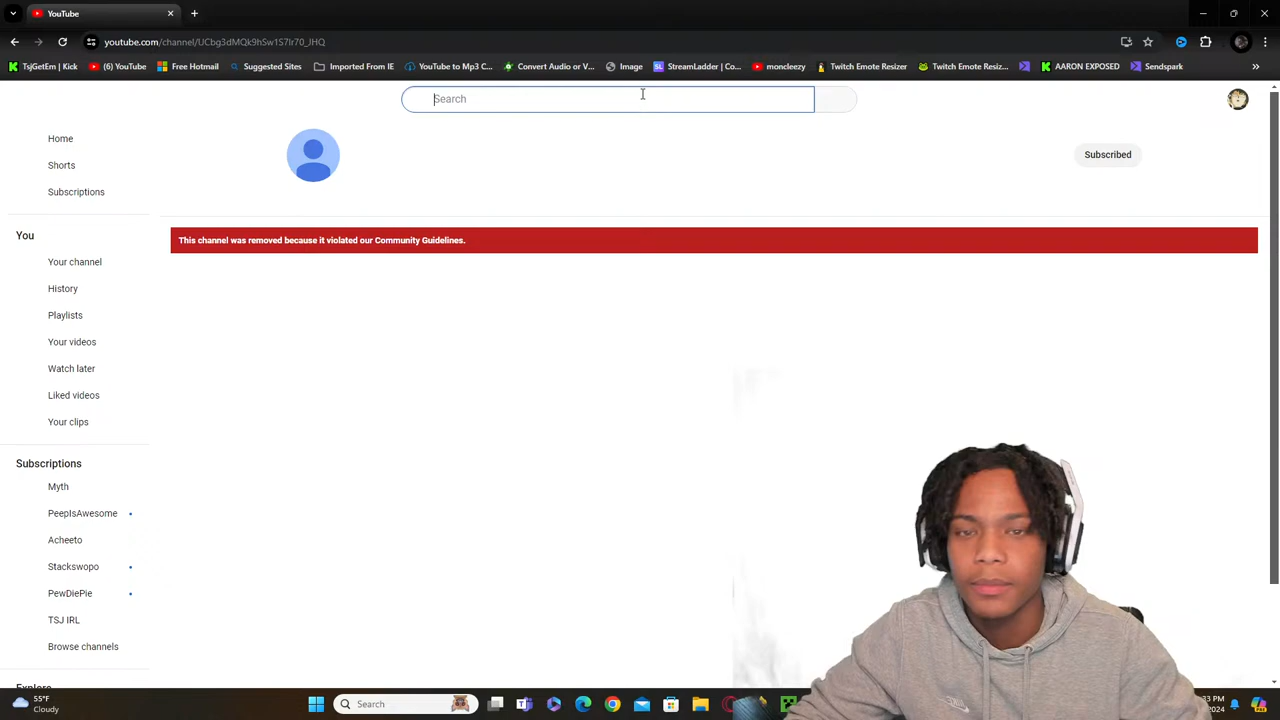 YouTube
youtube.com/channel/UCbg3dMQk9hSw1S7Ir70_JHQ
TsjGetEm | Kick
(6) YouTube
Free Hotmail
Suggested Sites
Imported From IE
YouTube to Mp3 C...
Convert Audio or V...
Image
StreamLadder | Co...
moncleezy
Twitch Emote Resizer
Twitch Emote Resiz...
AARON EXPOSED
Sendspark
Search
Home
Shorts
Subscriptions
Subscribed
You
This channel was removed because it violated our Community Guidelines.
Your channel
History
Playlists
Your videos
Watch later
Liked videos
Your clips
Subscriptions
Myth
PeepIsAwesome
Acheeto
Stackswopo
PewDiePie
TSJ IRL
Browse channels
55°F
Cloudy
Search